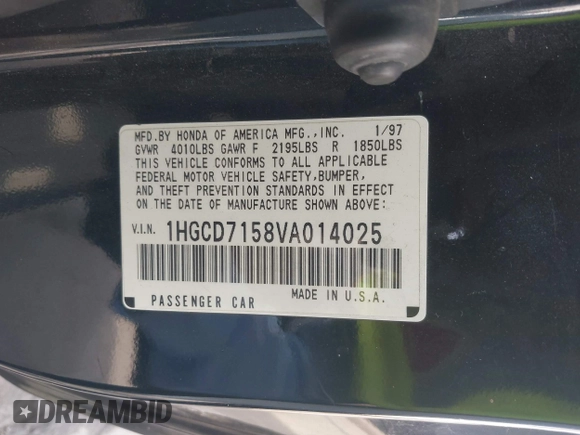 MFD.BY HONDA OF AMERICA MFG.,INC. 1/97
GVWR 4010LBS GAWR F 2195LBS R 1850LBS
THIS VEHICLE CONFORMS TO ALL APPLICABLE
FEDERAL MOTOR VEHICLE SAFETY,BUMPER,
AND THEFT PREVENTION STANDARDS IN EFFECT
ON THE DATE OF MANUFACTURE SHOWN ABOVE:
V.I.N. 1HGCD7158VA014025
PASSENGER CAR MADE IN U.S.A.
DREAMBID